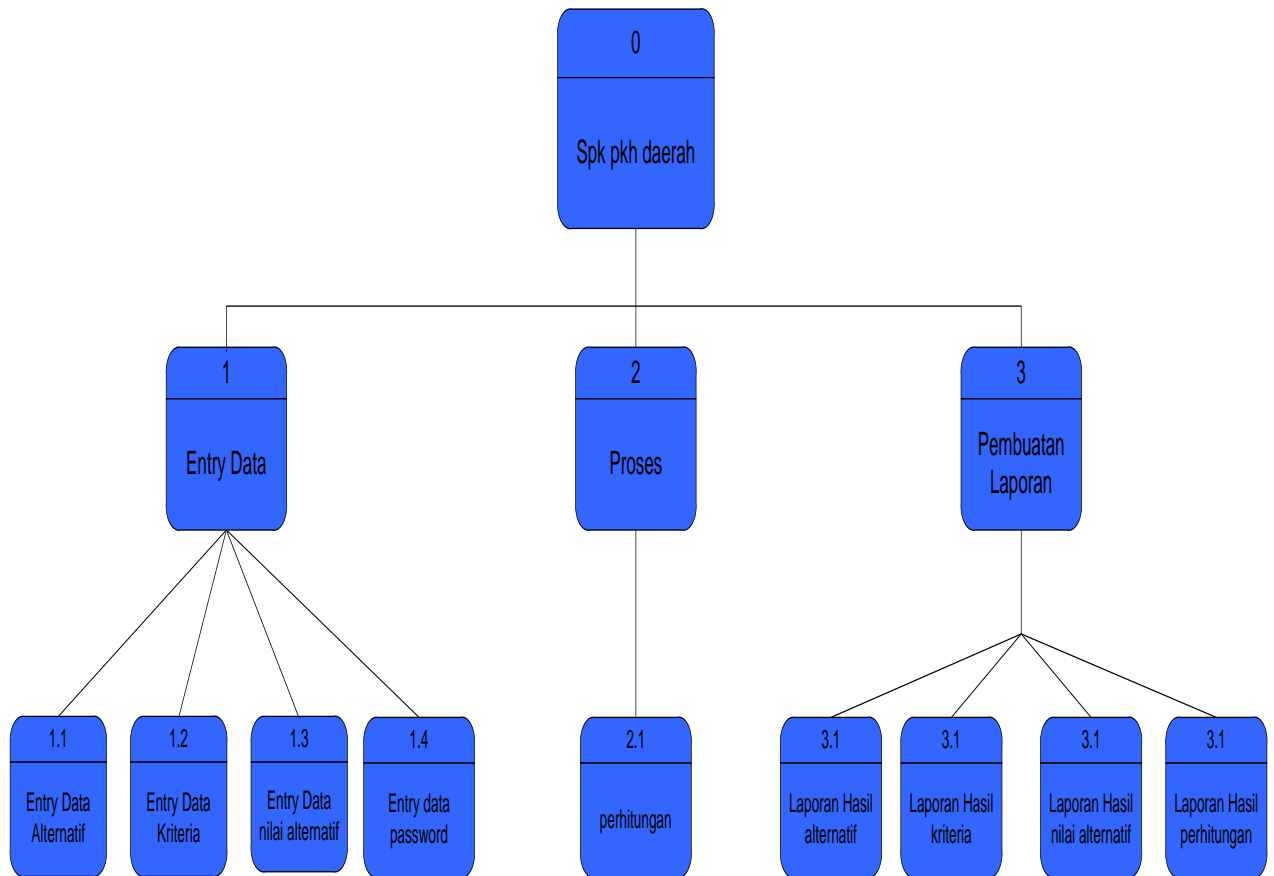 0
Spk pkh daerah
1
Entry Data
2
Proses
3
Pembuatan
Laporan
1.1
Entry Data
Alternatif
1.2
Entry Data
Kriteria
1.3
Entry Data
nilai alternatif
1.4
Entry data
password
2.1
perhitungan
3.1
Laporan Hasil
alternatif
3.1
Laporan Hasil
kriteria
3.1
Laporan Hasil
nilai alternatif
3.1
Laporan Hasil
perhitungan